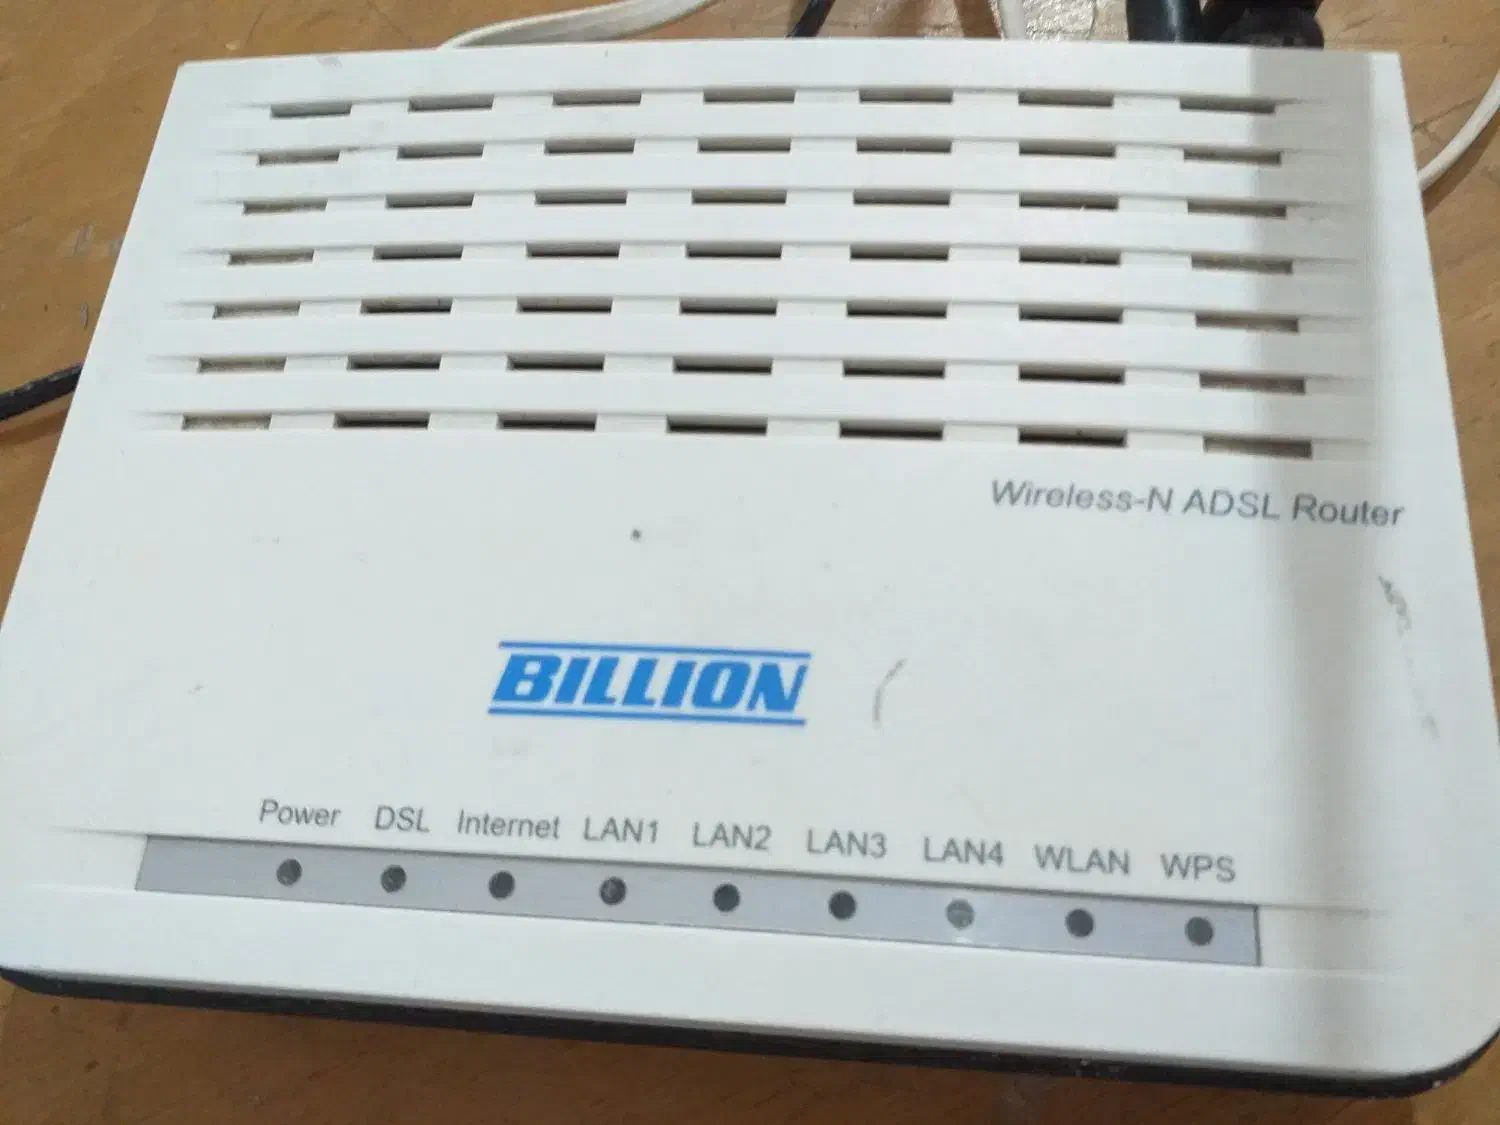 Wireless-N ADSL Router
BILLION
Power DSL Internet LAN1 LAN2 LAN3 LAN4 WLAN WPS